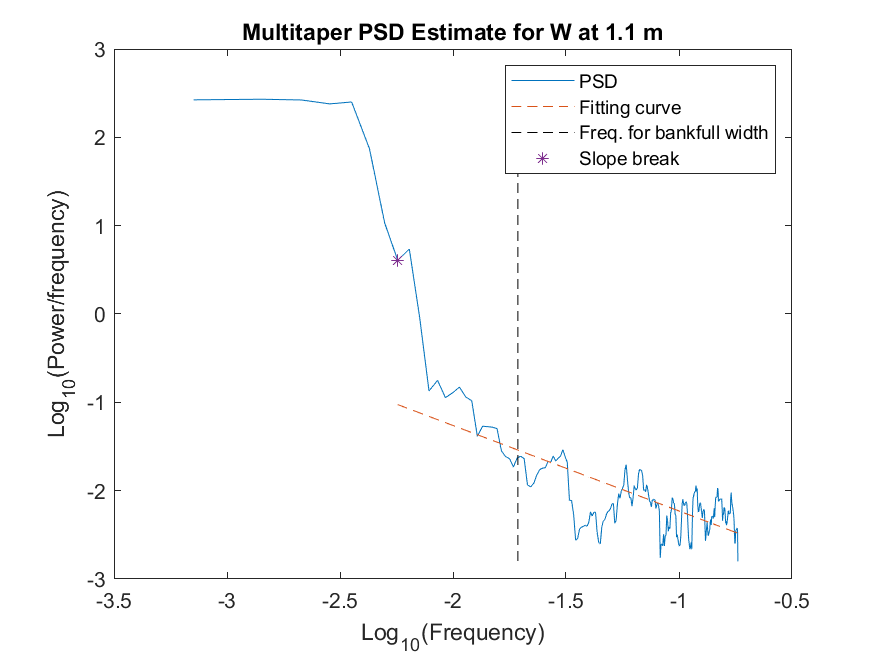 Multitaper PSD Estimate for W at 1.1 m
3
2
1
0
-1
-2
-3
Log10(Power/frequency)
PSD
Fitting curve
Freq. for bankfull width
Slope break
-3.5 -3 -2.5 -2 -1.5 -1 -0.5
Log10(Frequency)